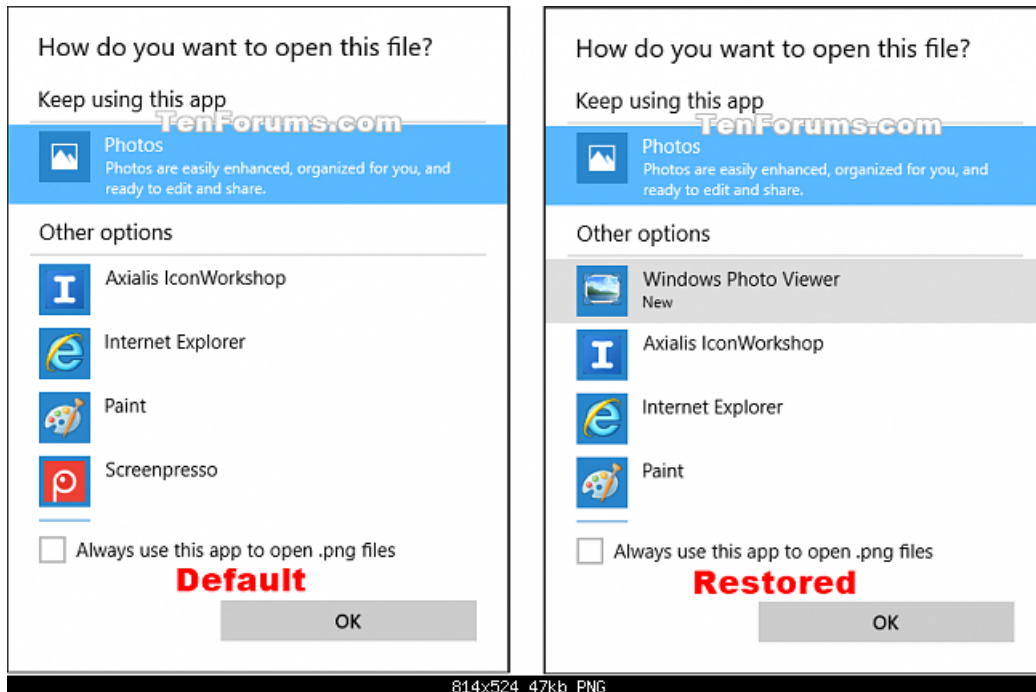 How do you want to open this file?
Keep using this app
TenForums.com
Photos
Photos are easily enhanced, organized for you, and
ready to edit and share.
Other options
Axialis IconWorkshop
Internet Explorer
Paint
Screenpresso
Always use this app to open .png files
Default
OK
How do you want to open this file?
Keep using this app
TenForums.com
Photos
Photos are easily enhanced, organized for you, and
ready to edit and share.
Other options
Windows Photo Viewer
New
Axialis IconWorkshop
Internet Explorer
Paint
Always use this app to open .png files
Restored
OK
814x524 47kb PNG